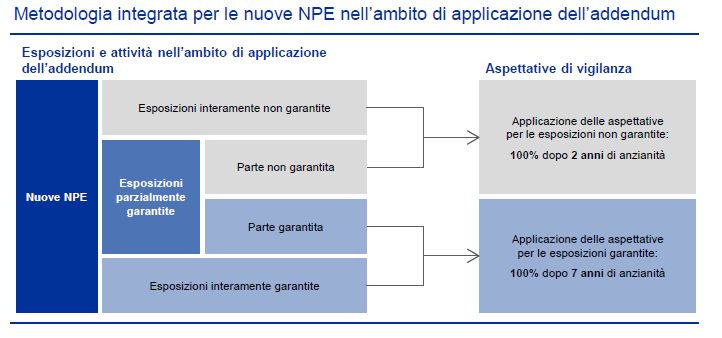 Metodologia integrata per le nuove NPE nell'ambito di applicazione dell'addendum
Esposizioni e attività nell'ambito di applicazione
dell'addendum
Aspettative di vigilanza
Nuove NPE
Esposizioni interamente non garantite
Esposizioni
parzialmente
garantite
Parte non garantita
Parte garantita
Esposizioni interamente garantite
Applicazione delle aspettative
per le esposizioni non garantite:
100% dopo 2 anni di anzianità
Applicazione delle aspettative
per le esposizioni garantite:
100% dopo 7 anni di anzianità